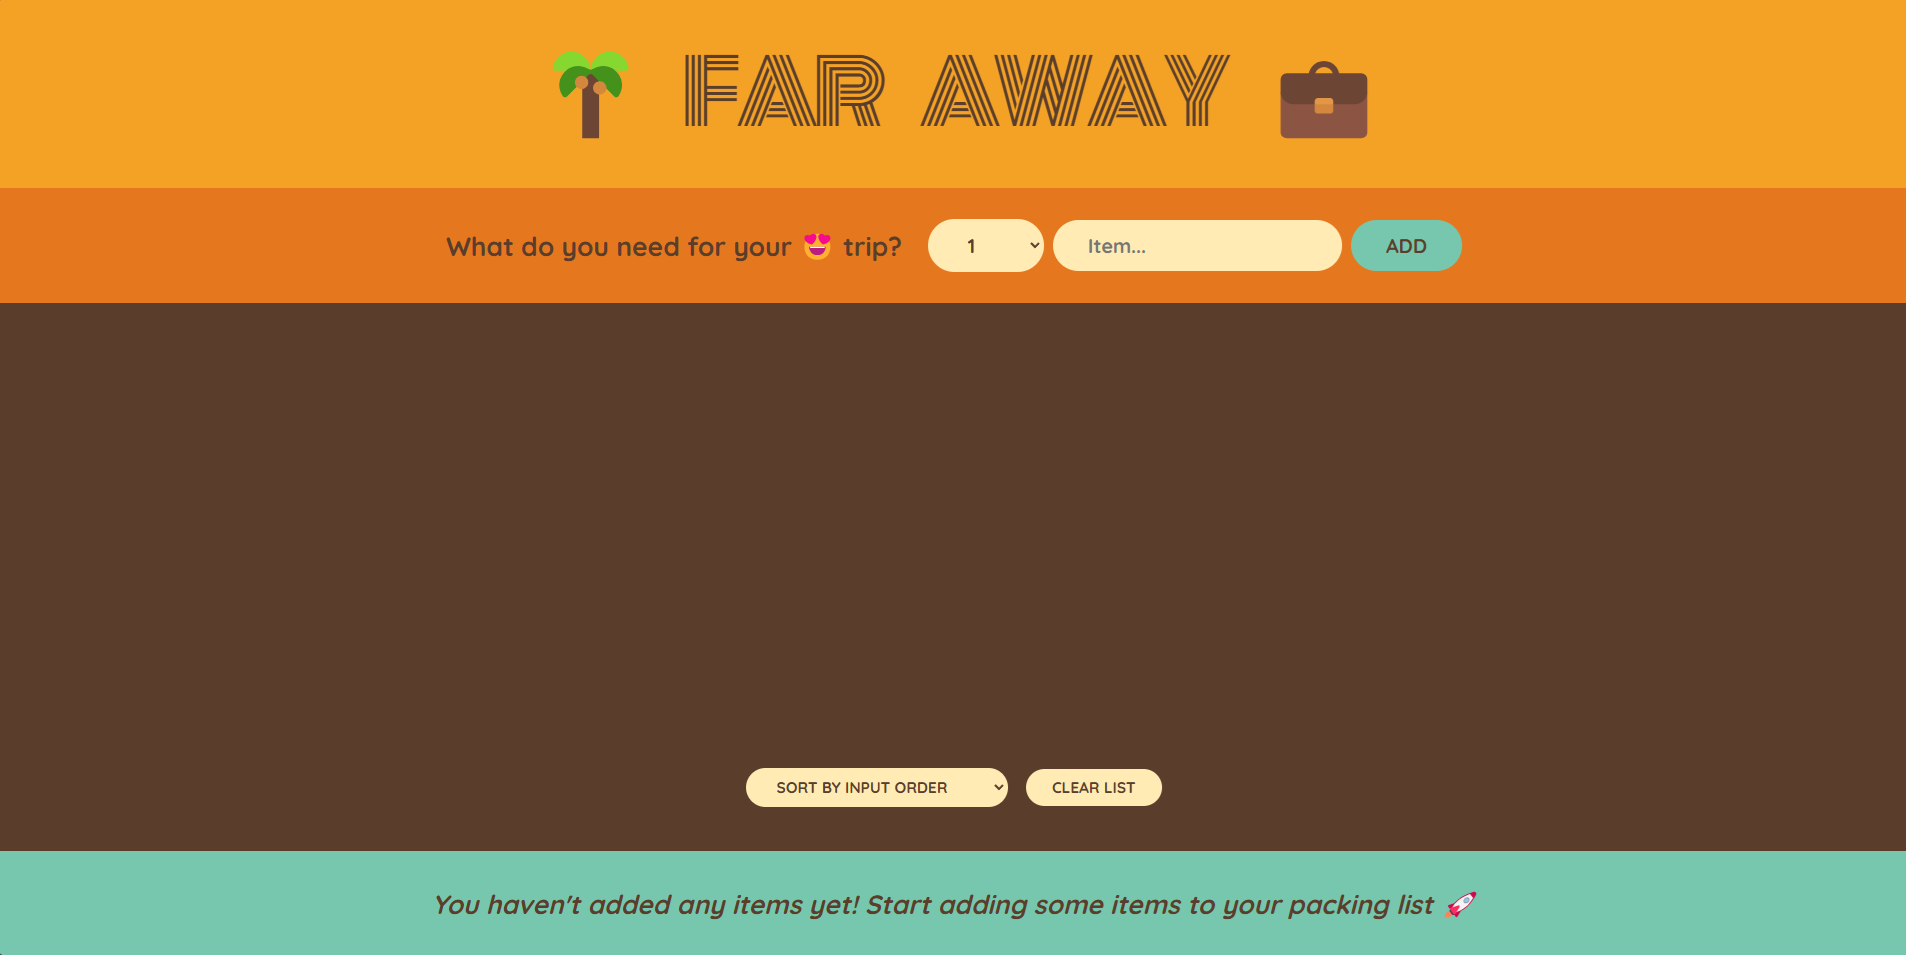 🌴 FAR AWAY 💼
What do you need for your 😍 trip? 1 Item... ADD
SORT BY INPUT ORDER CLEAR LIST
You haven't added any items yet! Start adding some items to your packing list 🚀